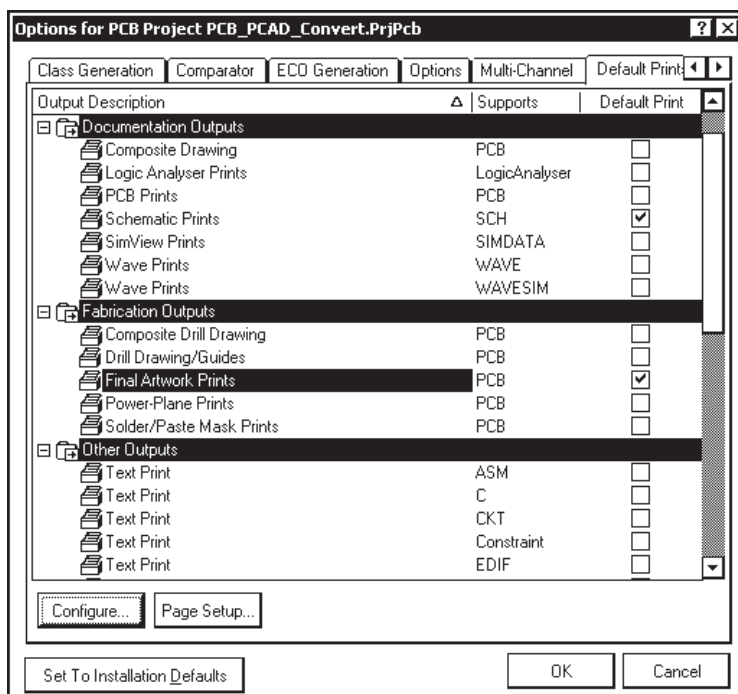 Options for PCB Project PCB_PCAD_Convert.PrjPcb
Class Generation Comparator ECO Generation Options Multi-Channel Default Print
Output Description Supports Default Print
Documentation Outputs
Composite Drawing PCB
Logic Analyser Prints LogicAnalyser
PCB Prints PCB
Schematic Prints SCH
SimView Prints SIMDATA
Wave Prints WAVE
Wave Prints WAVESIM
Fabrication Outputs
Composite Drill Drawing PCB
Drill Drawing/Guides PCB
Final Artwork Prints PCB
Power-Plane Prints PCB
Solder/Paste Mask Prints PCB
Other Outputs
Text Print ASM
Text Print C
Text Print CKT
Text Print Constraint
Text Print EDIF
Configure... Page Setup...
Set To Installation Defaults OK Cancel